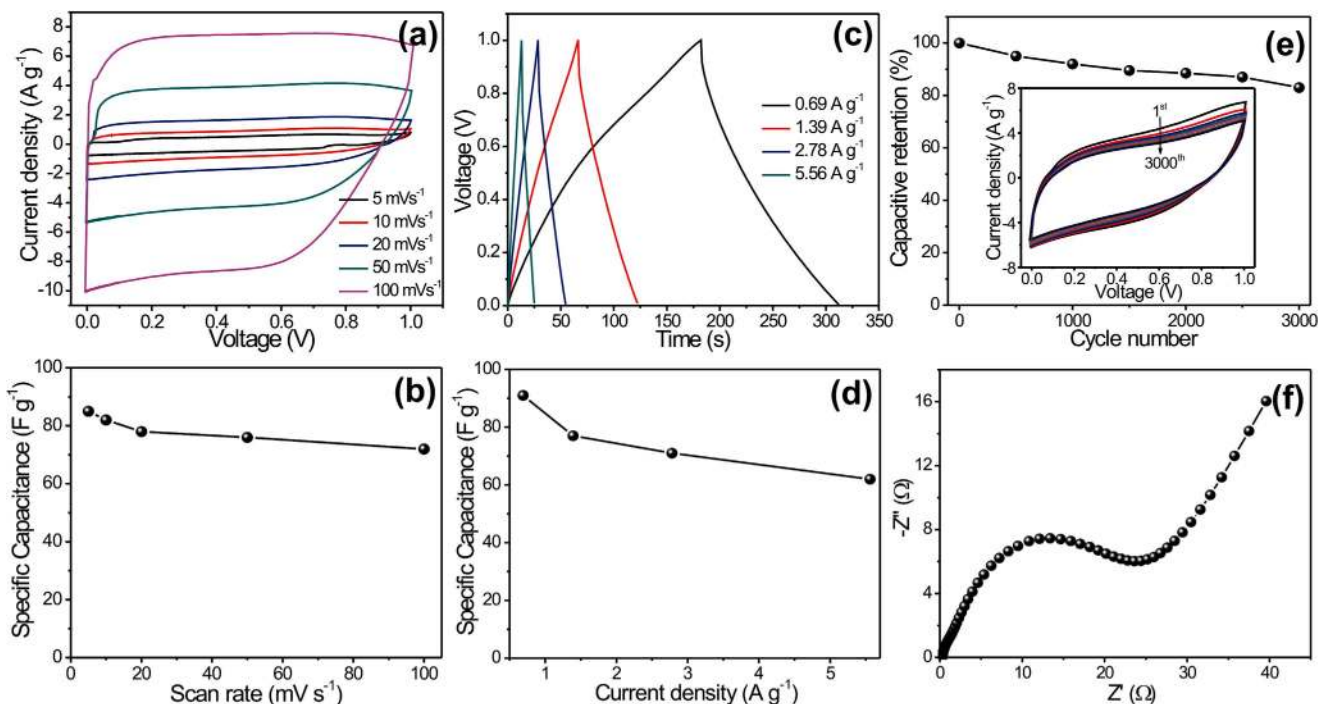 (a)
Current density (A g⁻¹)
8
6
4
2
0
-2
-4
-6
-8
-10
5 mVs⁻¹
10 mVs⁻¹
20 mVs⁻¹
50 mVs⁻¹
100 mVs⁻¹
0.0 0.2 0.4 0.6 0.8 1.0
Voltage (V)
(c)
Voltage (V)
1.0
0.8
0.6
0.4
0.2
0.0
0.69 A g⁻¹
1.39 A g⁻¹
2.78 A g⁻¹
5.56 A g⁻¹
0 50 100 150 200 250 300 350
Time (s)
(e)
Capacitive retention (%)
100
80
60
40
20
0
Current density (A g⁻¹)
8
4
0
-4
-8
1ˢᵗ
3000ᵗʰ
0.0 0.2 0.4 0.6 0.8 1.0
Voltage (V)
0 1000 2000 3000
Cycle number
(b)
Specific Capacitance (F g⁻¹)
100
80
60
40
20
0
0 20 40 60 80 100
Scan rate (mV s⁻¹)
(d)
Specific Capacitance (F g⁻¹)
100
80
60
40
20
0
1 2 3 4 5
Current density (A g⁻¹)
(f)
-Z'' (Ω)
16
12
8
4
0
0 10 20 30 40
Z' (Ω)